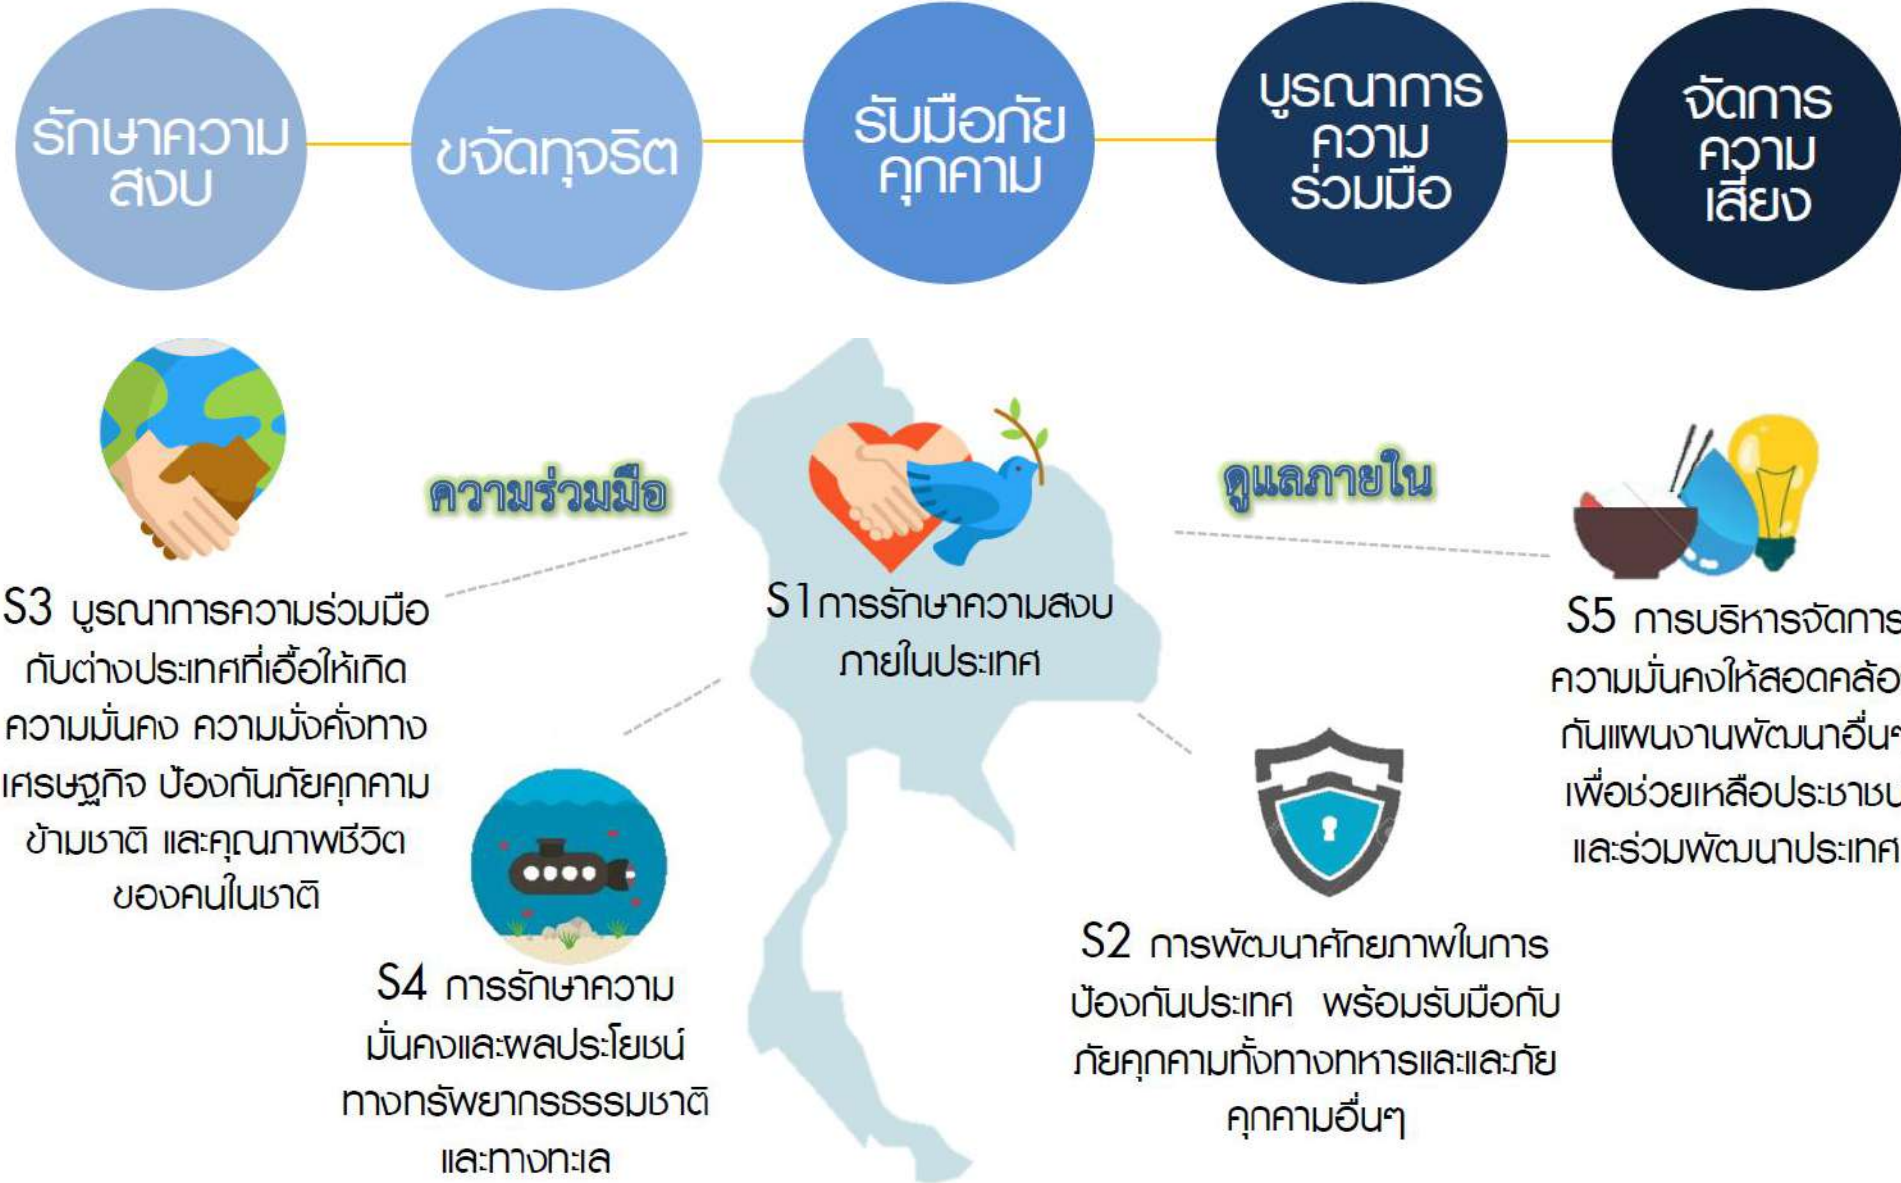 รักษาความ
สงบ
ขจัดทุจริต
รับมือภัย
คุกคาม
บูรณาการ
ความ
ร่วมมือ
จัดการ
ความ
เสี่ยง
ความร่วมมือ
ดูแลภายใน
S1การรักษาความสงบ
ภายในประเทศ
S3 บูรณาการความร่วมมือ
กับต่างประเทศที่เอื้อให้เกิด
ความมั่นคง ความมั่งคั่งทาง
เศรษฐกิจ ป้องกันภัยคุกคาม
ข้ามชาติ และคุณภาพชีวิต
ของคนในชาติ
S5 การบริหารจัดการ
ความมั่นคงให้สอดคล้อง
กันแผนงานพัฒนาอื่นๆ
เพื่อช่วยเหลือประชาชน
และร่วมพัฒนาประเทศ
S4 การรักษาความ
มั่นคงและผลประโยชน์
ทางทรัพยากรธรรมชาติ
และทางทะเล
S2 การพัฒนาศักยภาพในการ
ป้องกันประเทศ พร้อมรับมือกับ
ภัยคุกคามทั้งทางทหารและและภัย
คุกคามอื่นๆ